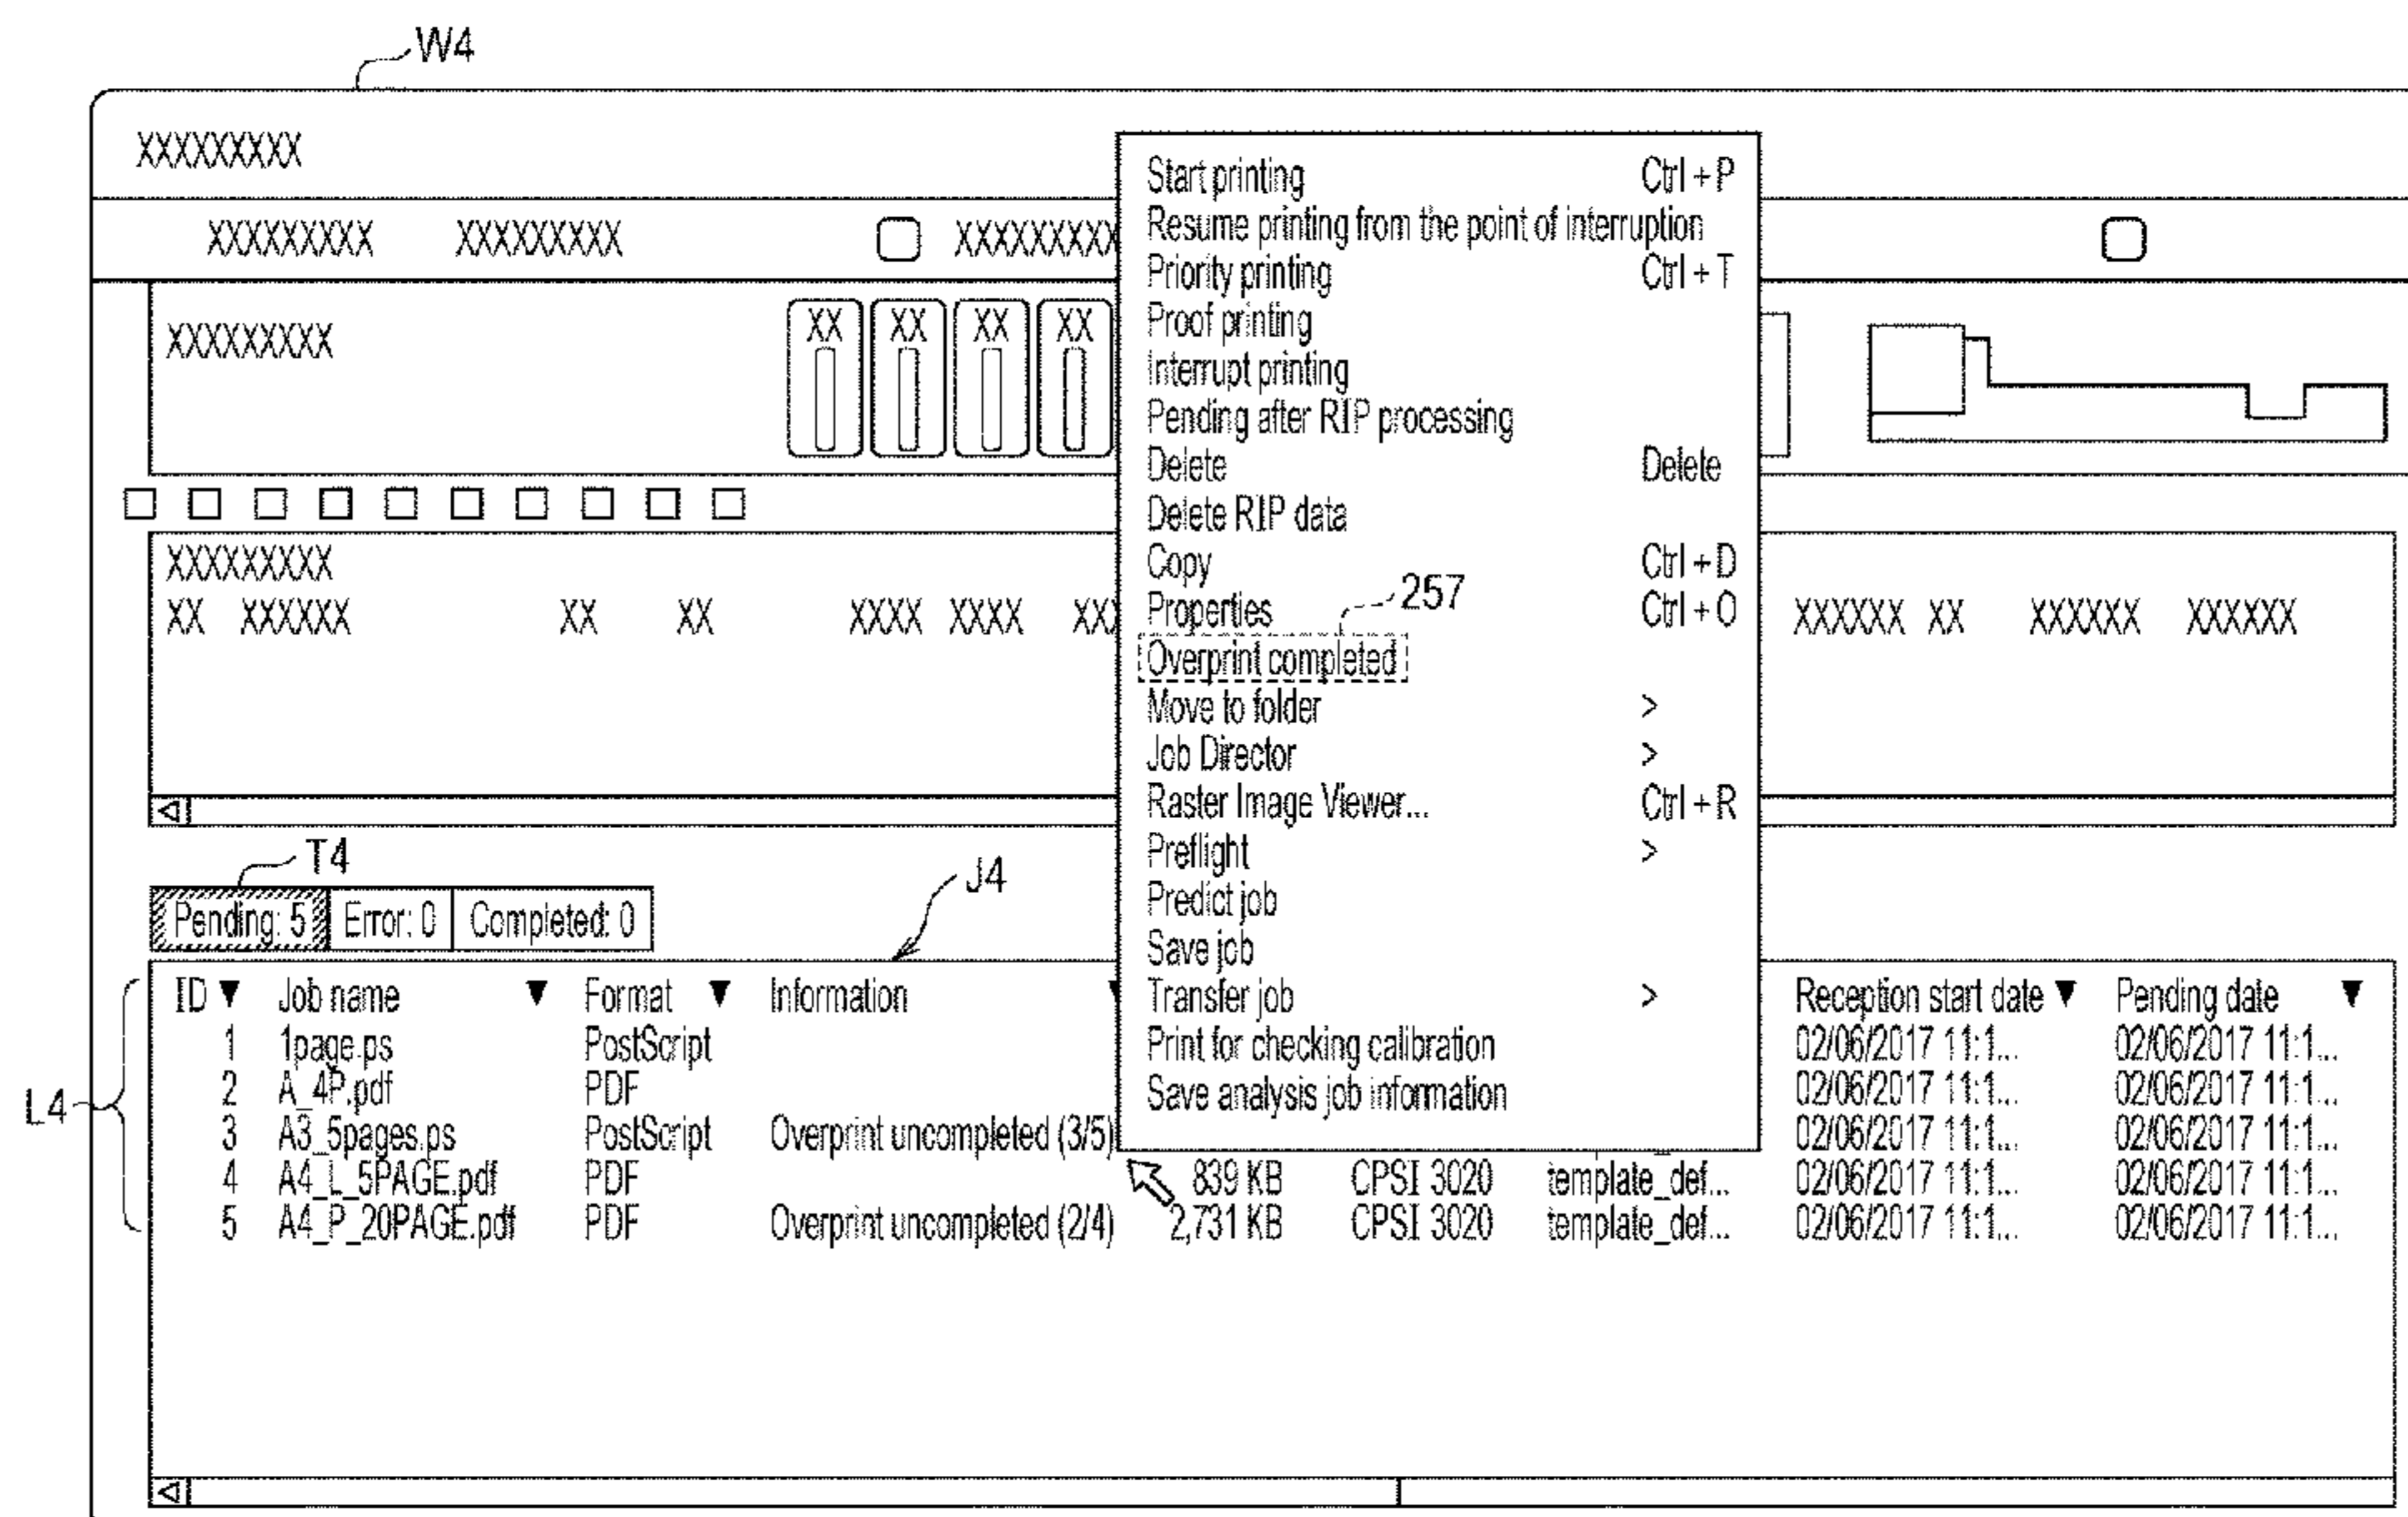 W4
XXXXXXXXX
XXXXXXXXX XXXXXXXXX XXXXXXXXX
XXXXXXXXX XX XX XX XX
Start printing Ctrl + P
Resume printing from the point of interruption
Priority printing Ctrl + T
Proof printing
Interrupt printing
Pending after RIP processing
Delete Delete
Delete RIP data
Copy Ctrl + D
Properties Ctrl + O
257
Overprint completed
Move to folder >
Job Director >
Raster Image Viewer... Ctrl + R
Preflight >
Predict job
Save job
Transfer job >
Print for checking calibration
Save analysis job information
XXXXXXXXX
XX XXXXXX XX XX XXXX XXXX XXX XXXXXX XX XXXXXX XXXXXX
T4
J4
Pending: 5 Error: 0 Completed: 0
L4
ID ▼ Job name ▼ Format ▼ Information Reception start date ▼ Pending date ▼
1 1page.ps PostScript 02/06/2017 11:1... 02/06/2017 11:1...
2 A_4P.pdf PDF 02/06/2017 11:1... 02/06/2017 11:1...
3 A3_5pages.ps PostScript Overprint uncompleted (3/5) 02/06/2017 11:1... 02/06/2017 11:1...
4 A4_L_5PAGE.pdf PDF 839 KB CPSI 3020 template_def... 02/06/2017 11:1... 02/06/2017 11:1...
5 A4_P_20PAGE.pdf PDF Overprint uncompleted (2/4) 2,731 KB CPSI 3020 template_def... 02/06/2017 11:1... 02/06/2017 11:1...